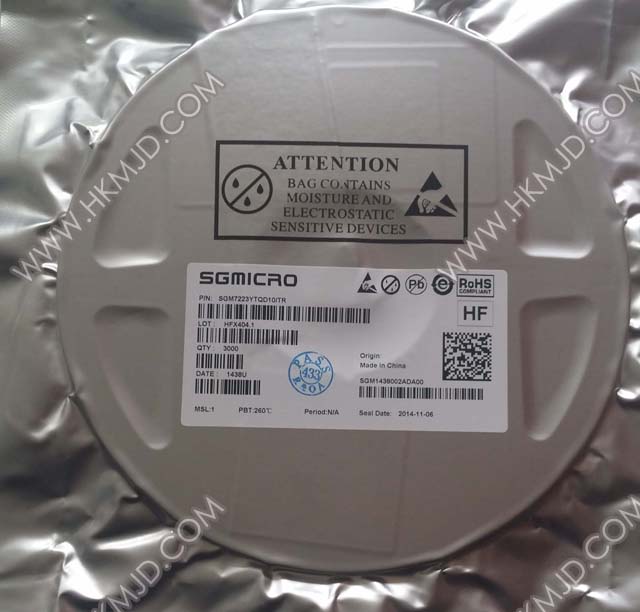 ATTENTION
BAG CONTAINS
MOISTURE AND
ELECTROSTATIC
SENSITIVE DEVICES
SGMICRO
Pb
e
RoHS
COMPLIANT
P/N: SGM7223YTQD10/TR
HF
LOT: HFX404.1
QTY: 3000
DATE: 1438U
PASS
433
Origin:
Made in China
SGM1438002ADA00
MSL:1 PBT:260℃ Period:N/A Seal Date: 2014-11-06
WWW.HKMJD.COM
WWW.HKMJD.COM
WWW.HKMJD.COM
WWW.HKMJD.COM